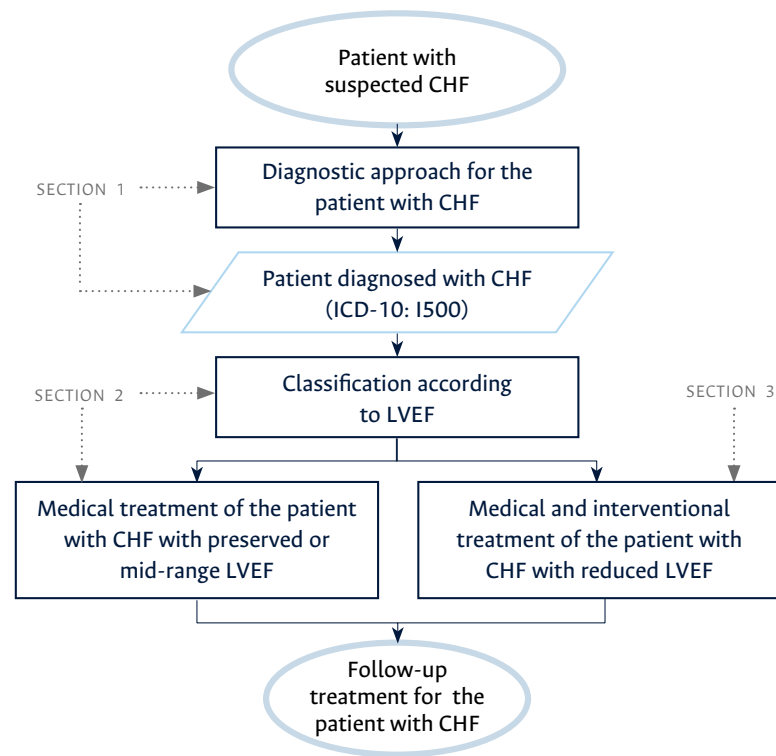 Patient with
suspected CHF
Diagnostic approach for the
patient with CHF
SECTION 1
Patient diagnosed with CHF
(ICD-10: I500)
Classification according
to LVEF
SECTION 2
SECTION 3
Medical treatment of the patient
with CHF with preserved or
mid-range LVEF
Medical and interventional
treatment of the patient with
CHF with reduced LVEF
Follow-up
treatment for the
patient with CHF